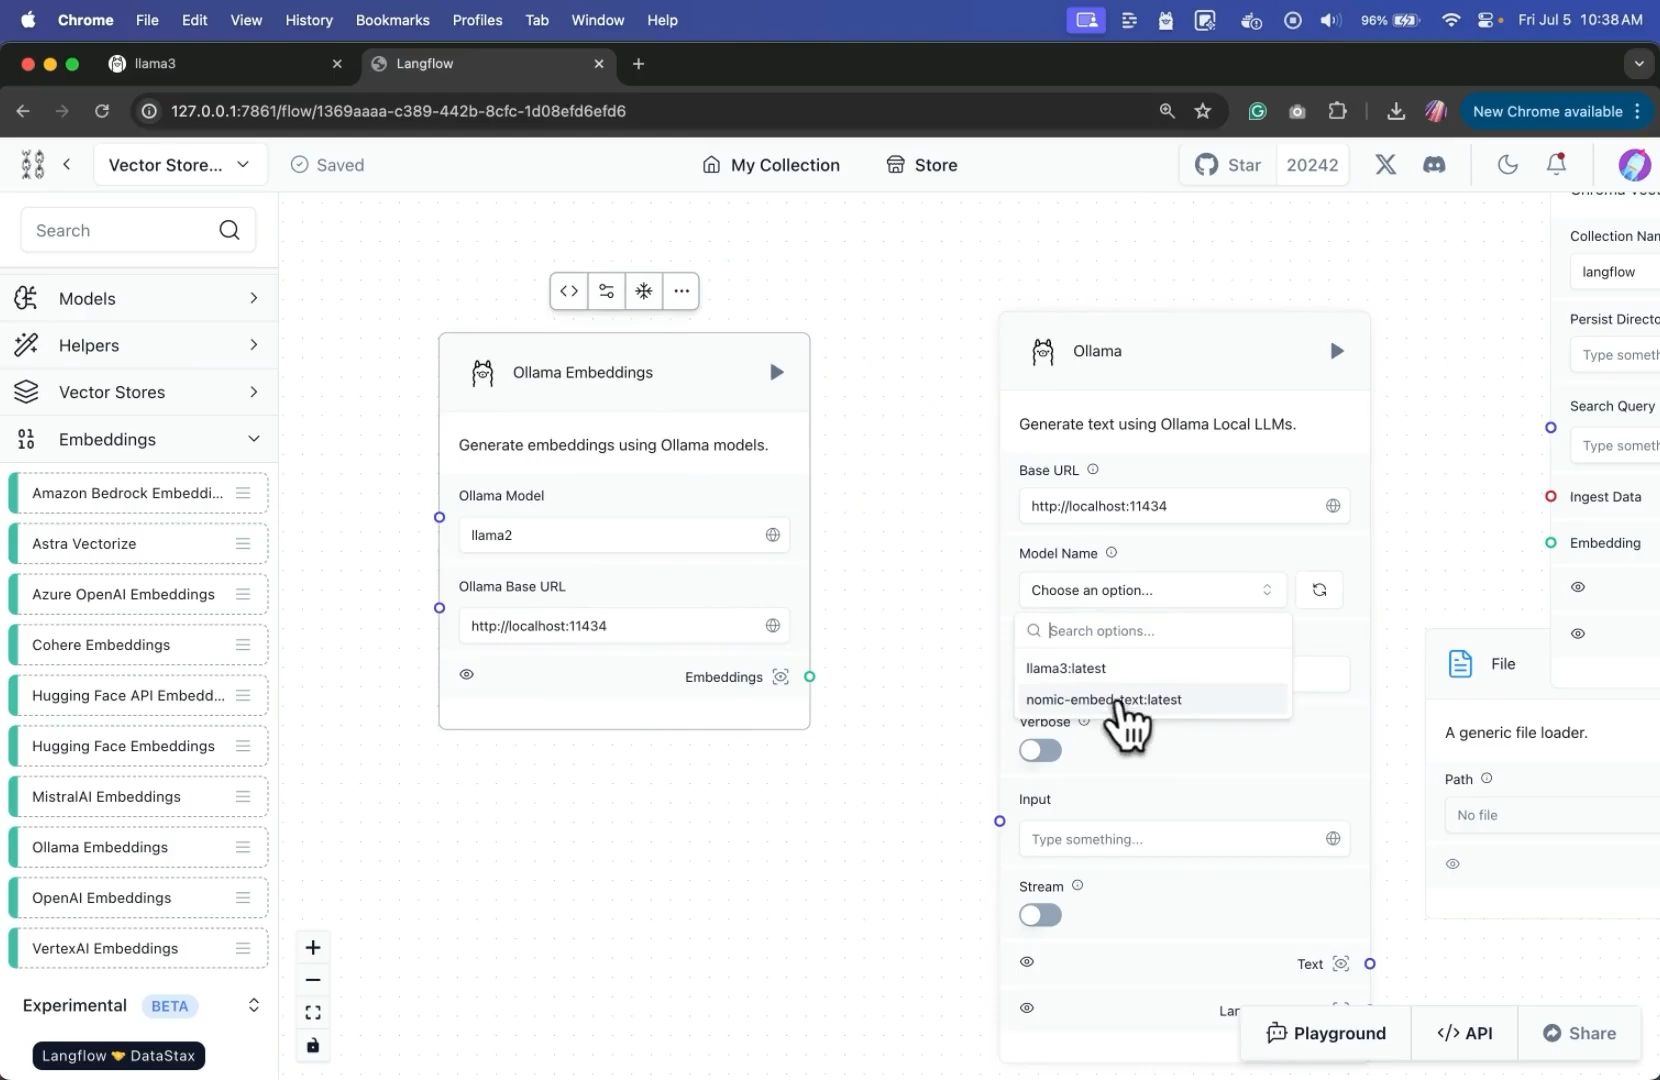 Chrome File Edit View History Bookmarks Profiles Tab Window Help 96% Fri Jul 5 10:38 AM
llama3
Langflow
127.0.0.1:7861/flow/1369aaaa-c389-442b-8cfc-1d08efd6efd6
New Chrome available
Vector Store...
Saved
My Collection
Store
Star 20242
Search
Models
Helpers
Vector Stores
Embeddings
Amazon Bedrock Embeddi...
Astra Vectorize
Azure OpenAI Embeddings
Cohere Embeddings
Hugging Face API Embedd...
Hugging Face Embeddings
MistralAI Embeddings
Ollama Embeddings
OpenAI Embeddings
VertexAI Embeddings
Experimental BETA
Langflow 🤝 DataStax
Ollama Embeddings
Generate embeddings using Ollama models.
Ollama Model
llama2
Ollama Base URL
http://localhost:11434
Embeddings
Ollama
Generate text using Ollama Local LLMs.
Base URL
http://localhost:11434
Model Name
Choose an option...
Search options...
llama3:latest
nomic-embed-text:latest
Verbose
Input
Type something...
Stream
Text
Lar
Collection Nam
langflow
Persist Directo
Type someth
Search Query
Type someth
Ingest Data
Embedding
File
A generic file loader.
Path
No file
Playground
</> API
Share